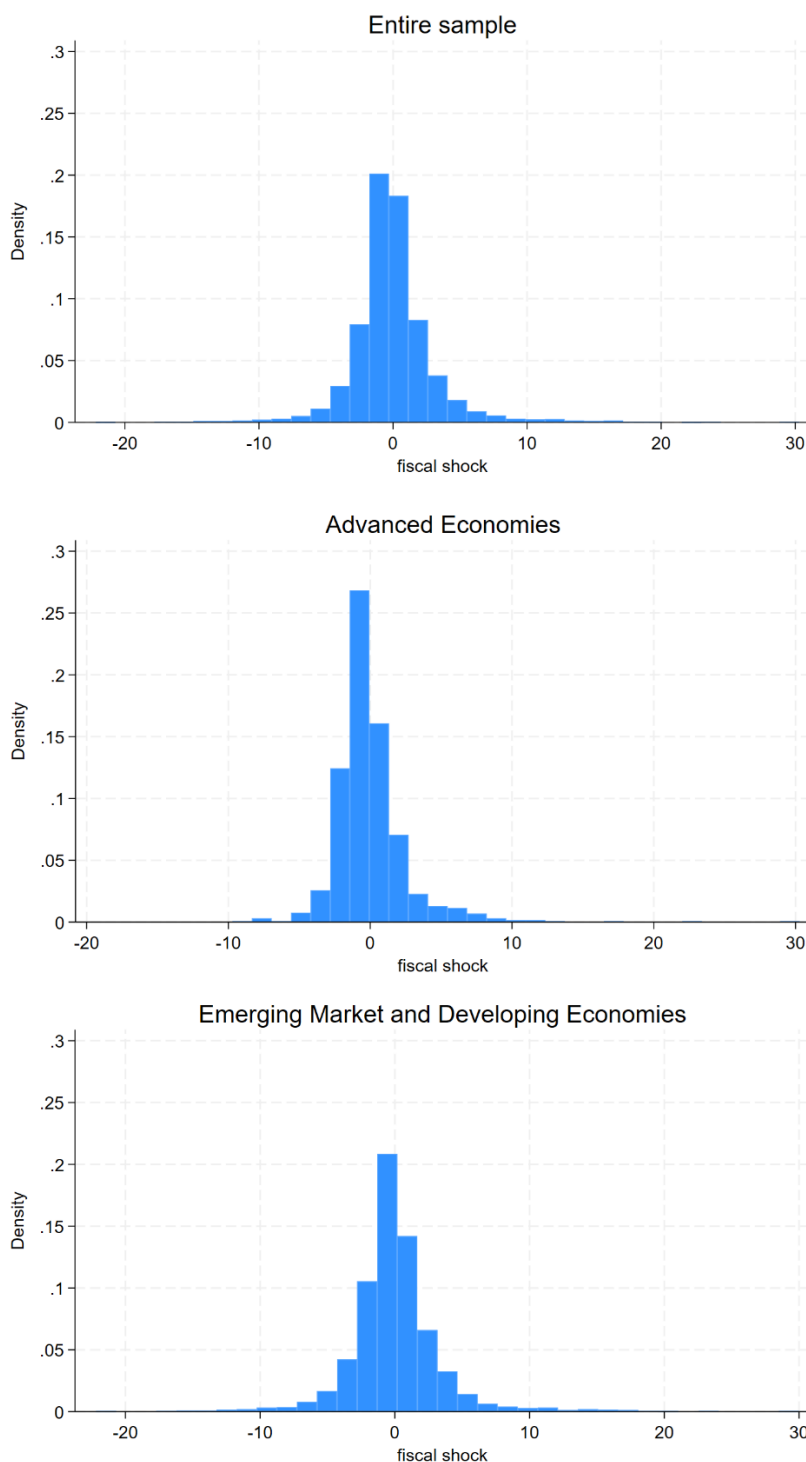 Entire sample
.3
.25
.2
.15
.1
.05
0
Density
-20 -10 0 10 20 30
fiscal shock
Advanced Economies
.3
.25
.2
.15
.1
.05
0
Density
-20 -10 0 10 20 30
fiscal shock
Emerging Market and Developing Economies
.3
.25
.2
.15
.1
.05
0
Density
-20 -10 0 10 20 30
fiscal shock